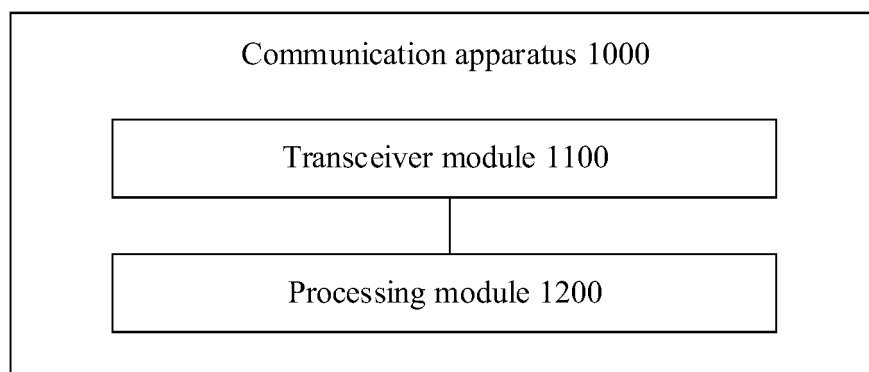 Communication apparatus 1000
Transceiver module 1100
Processing module 1200